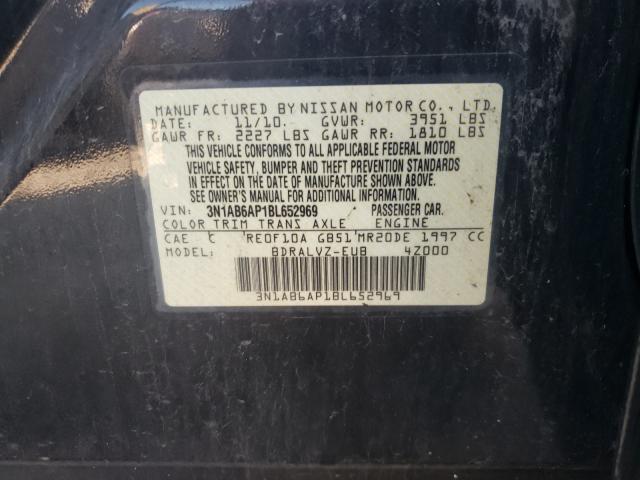 MANUFACTURED BY NISSAN MOTOR CO., LTD.
DATE: 11/10. GVWR: 3951 LBS
GAWR FR: 2227 LBS GAWR RR: 1810 LBS
THIS VEHICLE CONFORMS TO ALL APPLICABLE FEDERAL MOTOR
VEHICLE SAFETY, BUMPER AND THEFT PREVENTION STANDARDS
IN EFFECT ON THE DATE OF MANUFACTURE SHOWN ABOVE.
SEE OWNER'S MANUAL FOR ADDITIONAL INFORMATION.
VIN: 3N1AB6AP1BL652969 PASSENGER CAR.
COLOR TRIM TRANS AXLE ENGINE
CAE C RE0F10A GB51 MR20DE 1997 CC
MODEL: BDRALVZ-EUB 4Z000
3N1AB6AP1BL652969